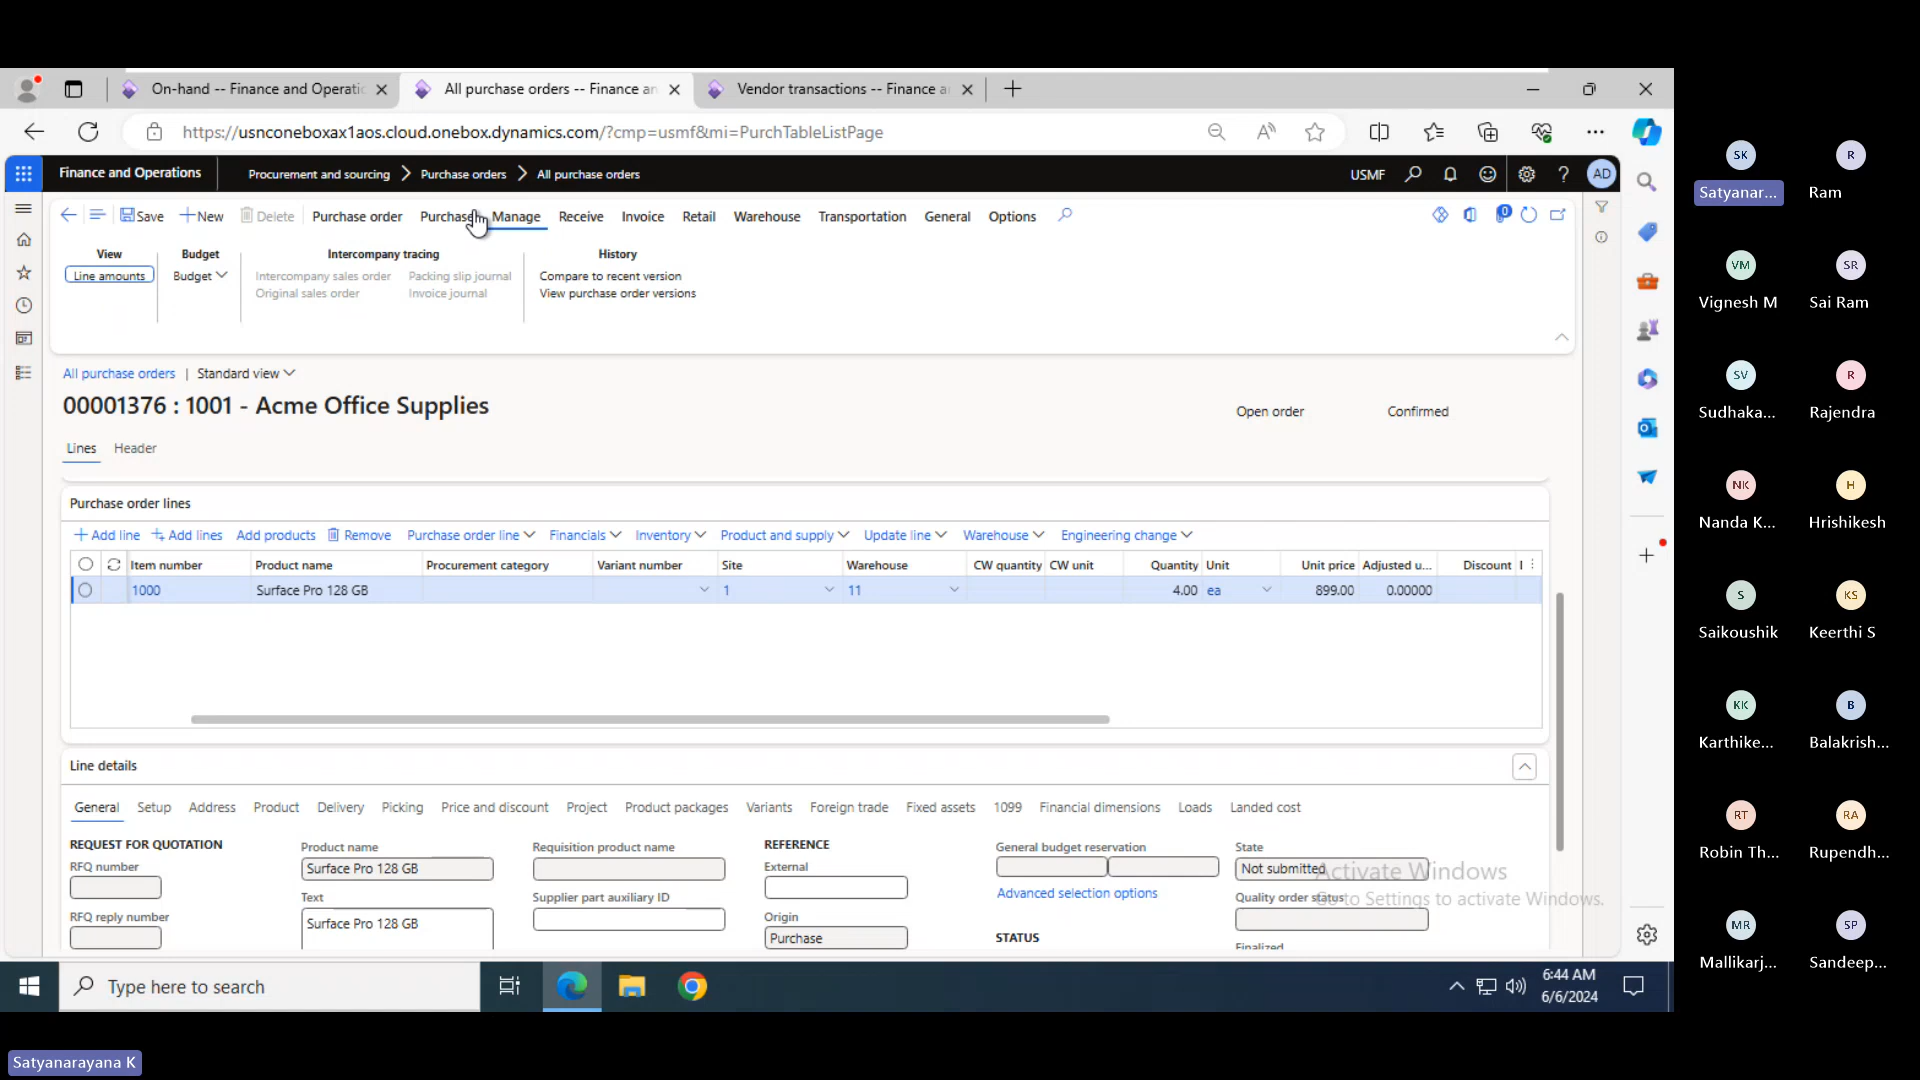 On-hand -- Finance and Operatio
All purchase orders -- Finance an
Vendor transactions -- Finance a
https://usnconeboxax1aos.cloud.onebox.dynamics.com/?cmp=usmf&mi=PurchTableListPage
Finance and Operations
Procurement and sourcing
Purchase orders
All purchase orders
USMF
AD
Save
New
Delete
Purchase order
Purchase
Manage
Receive
Invoice
Retail
Warehouse
Transportation
General
Options
0
View
Budget
Intercompany tracing
History
Line amounts
Budget
Intercompany sales order
Packing slip journal
Compare to recent version
Original sales order
Invoice journal
View purchase order versions
All purchase orders | Standard view
00001376 : 1001 - Acme Office Supplies
Open order
Confirmed
Lines
Header
Purchase order lines
Add line
Add lines
Add products
Remove
Purchase order line
Financials
Inventory
Product and supply
Update line
Warehouse
Engineering change
Item number
Product name
Procurement category
Variant number
Site
Warehouse
CW quantity
CW unit
Quantity
Unit
Unit price
Adjusted u...
Discount
1000
Surface Pro 128 GB
1
11
4.00
ea
899.00
0.00000
Line details
General
Setup
Address
Product
Delivery
Picking
Price and discount
Project
Product packages
Variants
Foreign trade
Fixed assets
1099
Financial dimensions
Loads
Landed cost
REQUEST FOR QUOTATION
RFQ number
RFQ reply number
Product name
Surface Pro 128 GB
Text
Surface Pro 128 GB
Requisition product name
Supplier part auxiliary ID
REFERENCE
External
Origin
Purchase
General budget reservation
Advanced selection options
STATUS
State
Not submitted
Quality order status
Finalized
Activate Windows
Go to Settings to activate Windows.
Type here to search
6:44 AM
6/6/2024
SK
Satyanar...
R
Ram
VM
Vignesh M
SR
Sai Ram
SV
Sudhaka...
R
Rajendra
NK
Nanda K...
H
Hrishikesh
S
Saikoushik
KS
Keerthi S
KK
Karthike...
B
Balakrish...
RT
Robin Th...
RA
Rupendh...
MR
Mallikarj...
SP
Sandeep...
Satyanarayana K